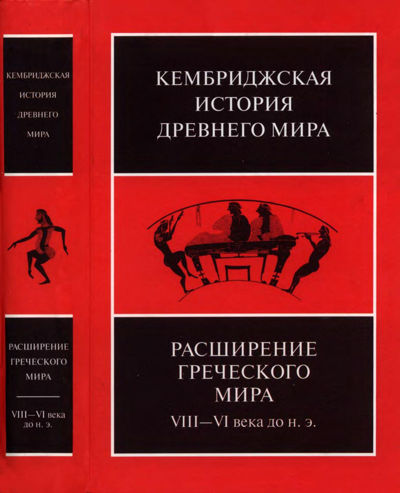 КЕМБРИДЖСКАЯ
ИСТОРИЯ
ДРЕВНЕГО
МИРА
РАСШИРЕНИЕ
ГРЕЧЕСКОГО
МИРА
VIII—VI века
до н. э.
КЕМБРИДЖСКАЯ
ИСТОРИЯ
ДРЕВНЕГО МИРА
РАСШИРЕНИЕ
ГРЕЧЕСКОГО
МИРА
VIII—VI века до н. э.